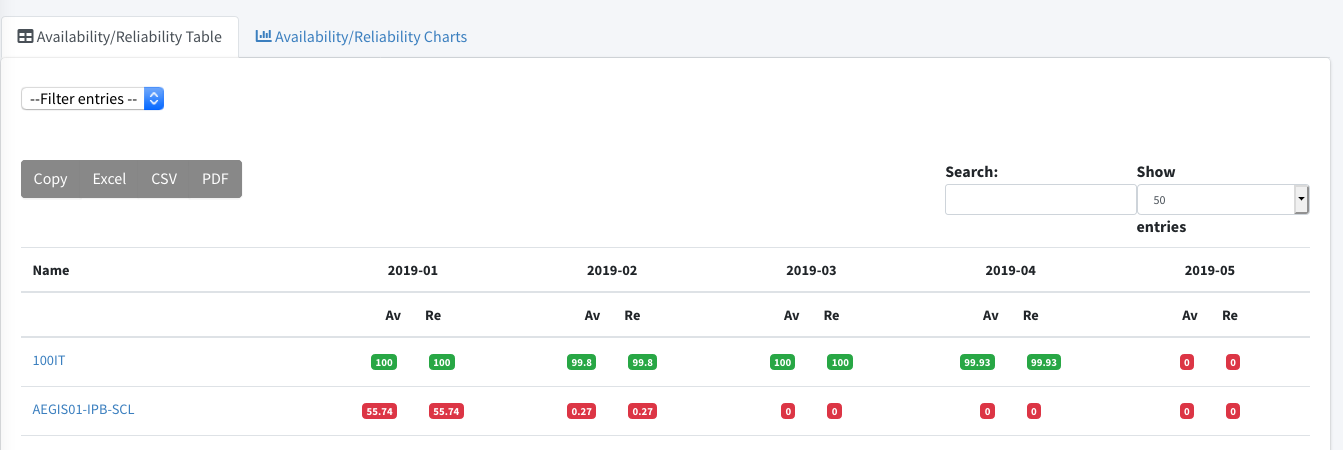 Availability/Reliability Table Availability/Reliability Charts
--Filter entries --
Copy Excel CSV PDF
Search: Show
50
entries
Name 2019-01 2019-02 2019-03 2019-04 2019-05
Av Re Av Re Av Re Av Re Av Re
100IT 100 100 99.8 99.8 100 100 99.93 99.93 0 0
AEGIS01-IPB-SCL 55.74 55.74 0.27 0.27 0 0 0 0 0 0